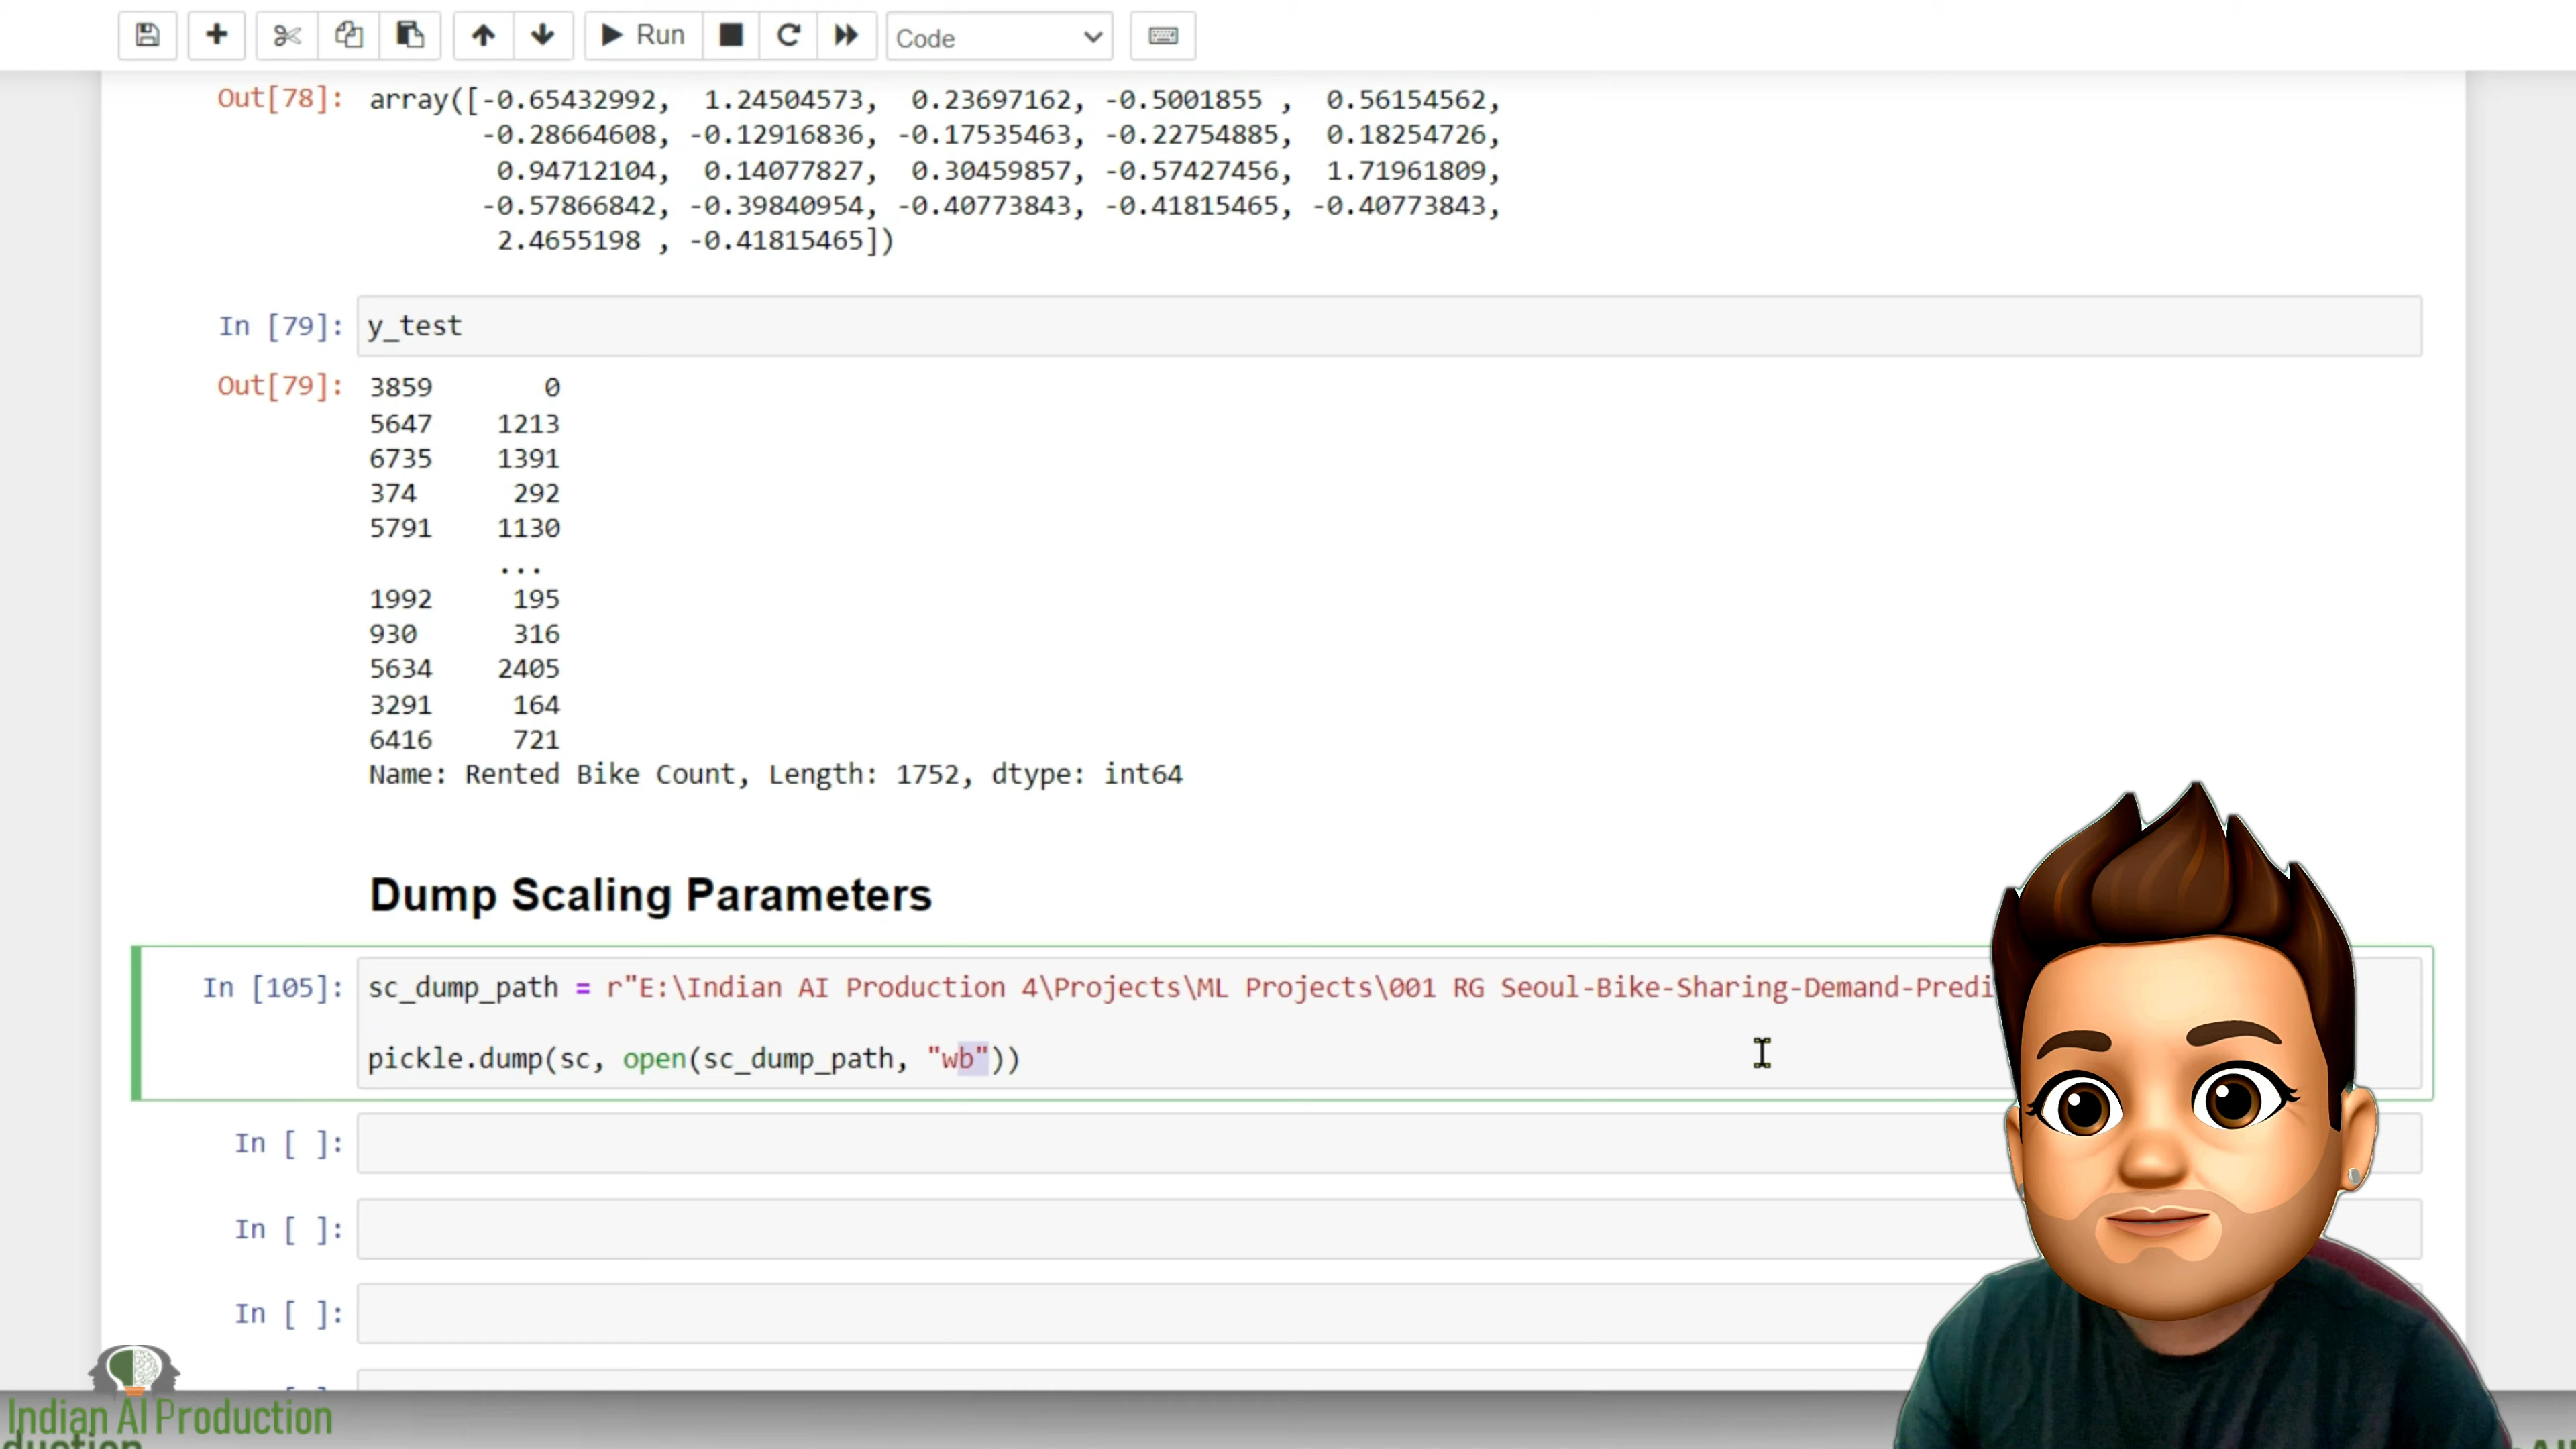 Run
Code
Out[78]: array([-0.65432992, 1.24504573, 0.23697162, -0.5001855 , 0.56154562,
-0.28664608, -0.12916836, -0.17535463, -0.22754885, 0.18254726,
0.94712104, 0.14077827, 0.30459857, -0.57427456, 1.71961809,
-0.57866842, -0.39840954, -0.40773843, -0.41815465, -0.40773843,
2.4655198 , -0.41815465])
In [79]: y_test
Out[79]: 3859 0
5647 1213
6735 1391
374 292
5791 1130
...
1992 195
930 316
5634 2405
3291 164
6416 721
Name: Rented Bike Count, Length: 1752, dtype: int64
Dump Scaling Parameters
In [105]: sc_dump_path = r"E:\Indian AI Production 4\Projects\ML Projects\001 RG Seoul-Bike-Sharing-Demand-Predi
pickle.dump(sc, open(sc_dump_path, "wb"))
In [ ]:
In [ ]:
In [ ]:
Indian AI Production